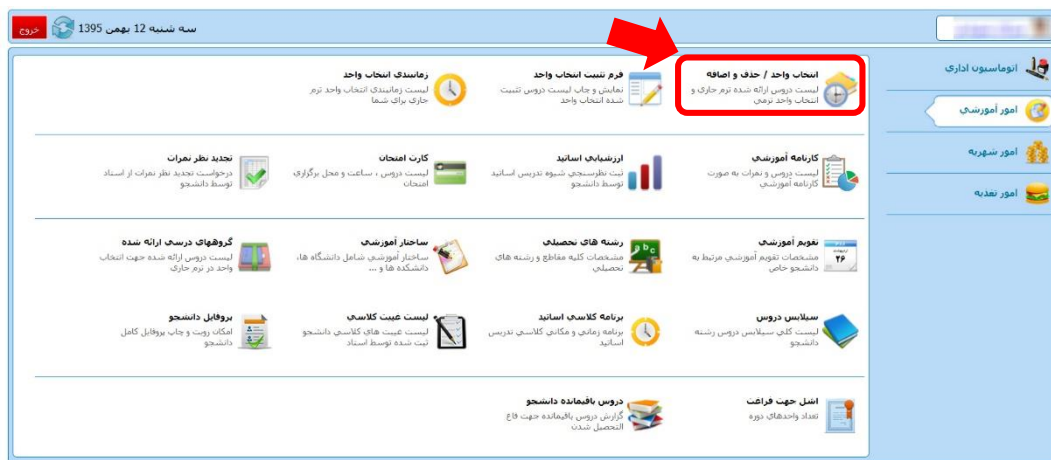 سه شنبه 12 بهمن 1395
خروج
اتوماسیون اداری
امور آموزشی
امور شهریه
امور تغذیه
انتخاب واحد / حذف و اضافه
لیست دروس ارائه شده ترم جاری و
انتخاب واحد ترمی
فرم تثبیت انتخاب واحد
نمایش و چاپ لیست دروس تثبیت
شده انتخاب واحد
زمانبندی انتخاب واحد
لیست زمانبندی انتخاب واحد ترم
جاری برای شما
کارنامه آموزشی
لیست دروس و نمرات به صورت
کارنامه آموزشی
ارزشیابی اساتید
ثبت نظرسنجی شیوه تدریس اساتید
توسط دانشجو
کارت امتحان
لیست دروس ، ساعت و محل برگزاری
امتحان
تجدید نظر نمرات
درخواست تجدید نظر نمرات از استاد
توسط دانشجو
تقویم آموزشی
مشخصات تقویم آموزشی مرتبط به
دانشجو خاص
رشته های تحصیلی
مشخصات کلیه مقاطع و رشته های
تحصیلی
ساختار آموزشی
ساختار آموزشی شامل دانشگاه ها،
دانشکده ها و ...
گروههای درسی ارائه شده
لیست دروس ارائه شده جهت انتخاب
واحد در ترم جاری
سیلابس دروس
لیست کلی سیلابس دروس رشته
دانشجو
برنامه کلاسی اساتید
برنامه زمانی و مکانی کلاسی تدریس
اساتید
لیست غیبت کلاسی
لیست غیبت های کلاسی دانشجو
ثبت شده توسط استاد
پروفایل دانشجو
امکان رویت و چاپ پروفایل کامل
دانشجو
اشل جهت فراغت
تعداد واحدهای دوره
دروس باقیمانده دانشجو
گزارش دروس باقیمانده جهت فاغ
التحصیل شدن